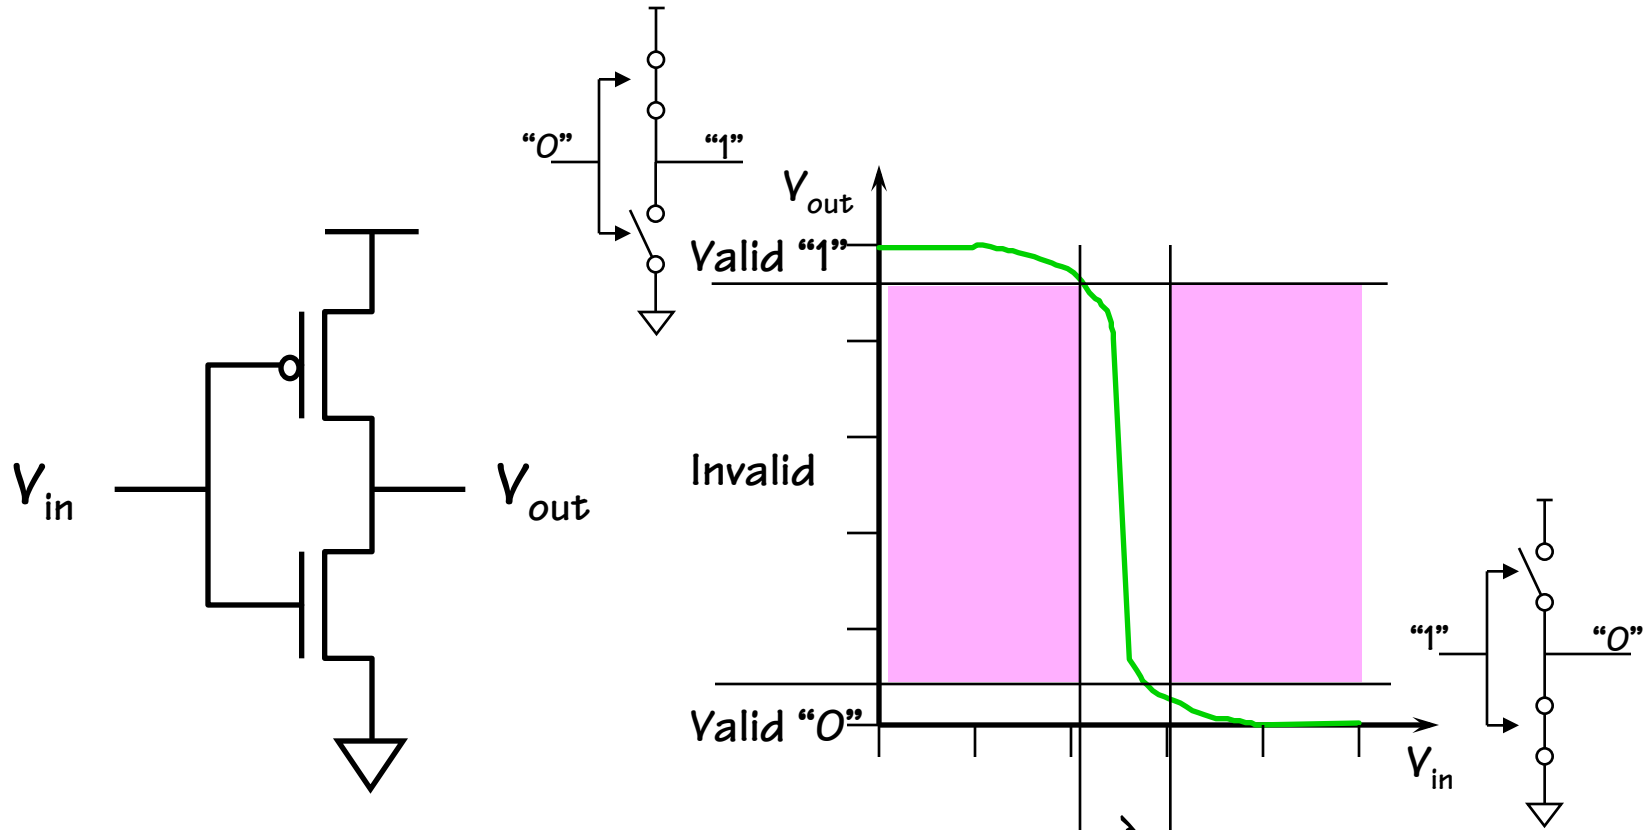 “0”
“1”
Vout
Valid “1”
Vin
Vout
Invalid
“1”
“0”
Valid “0”
Vin